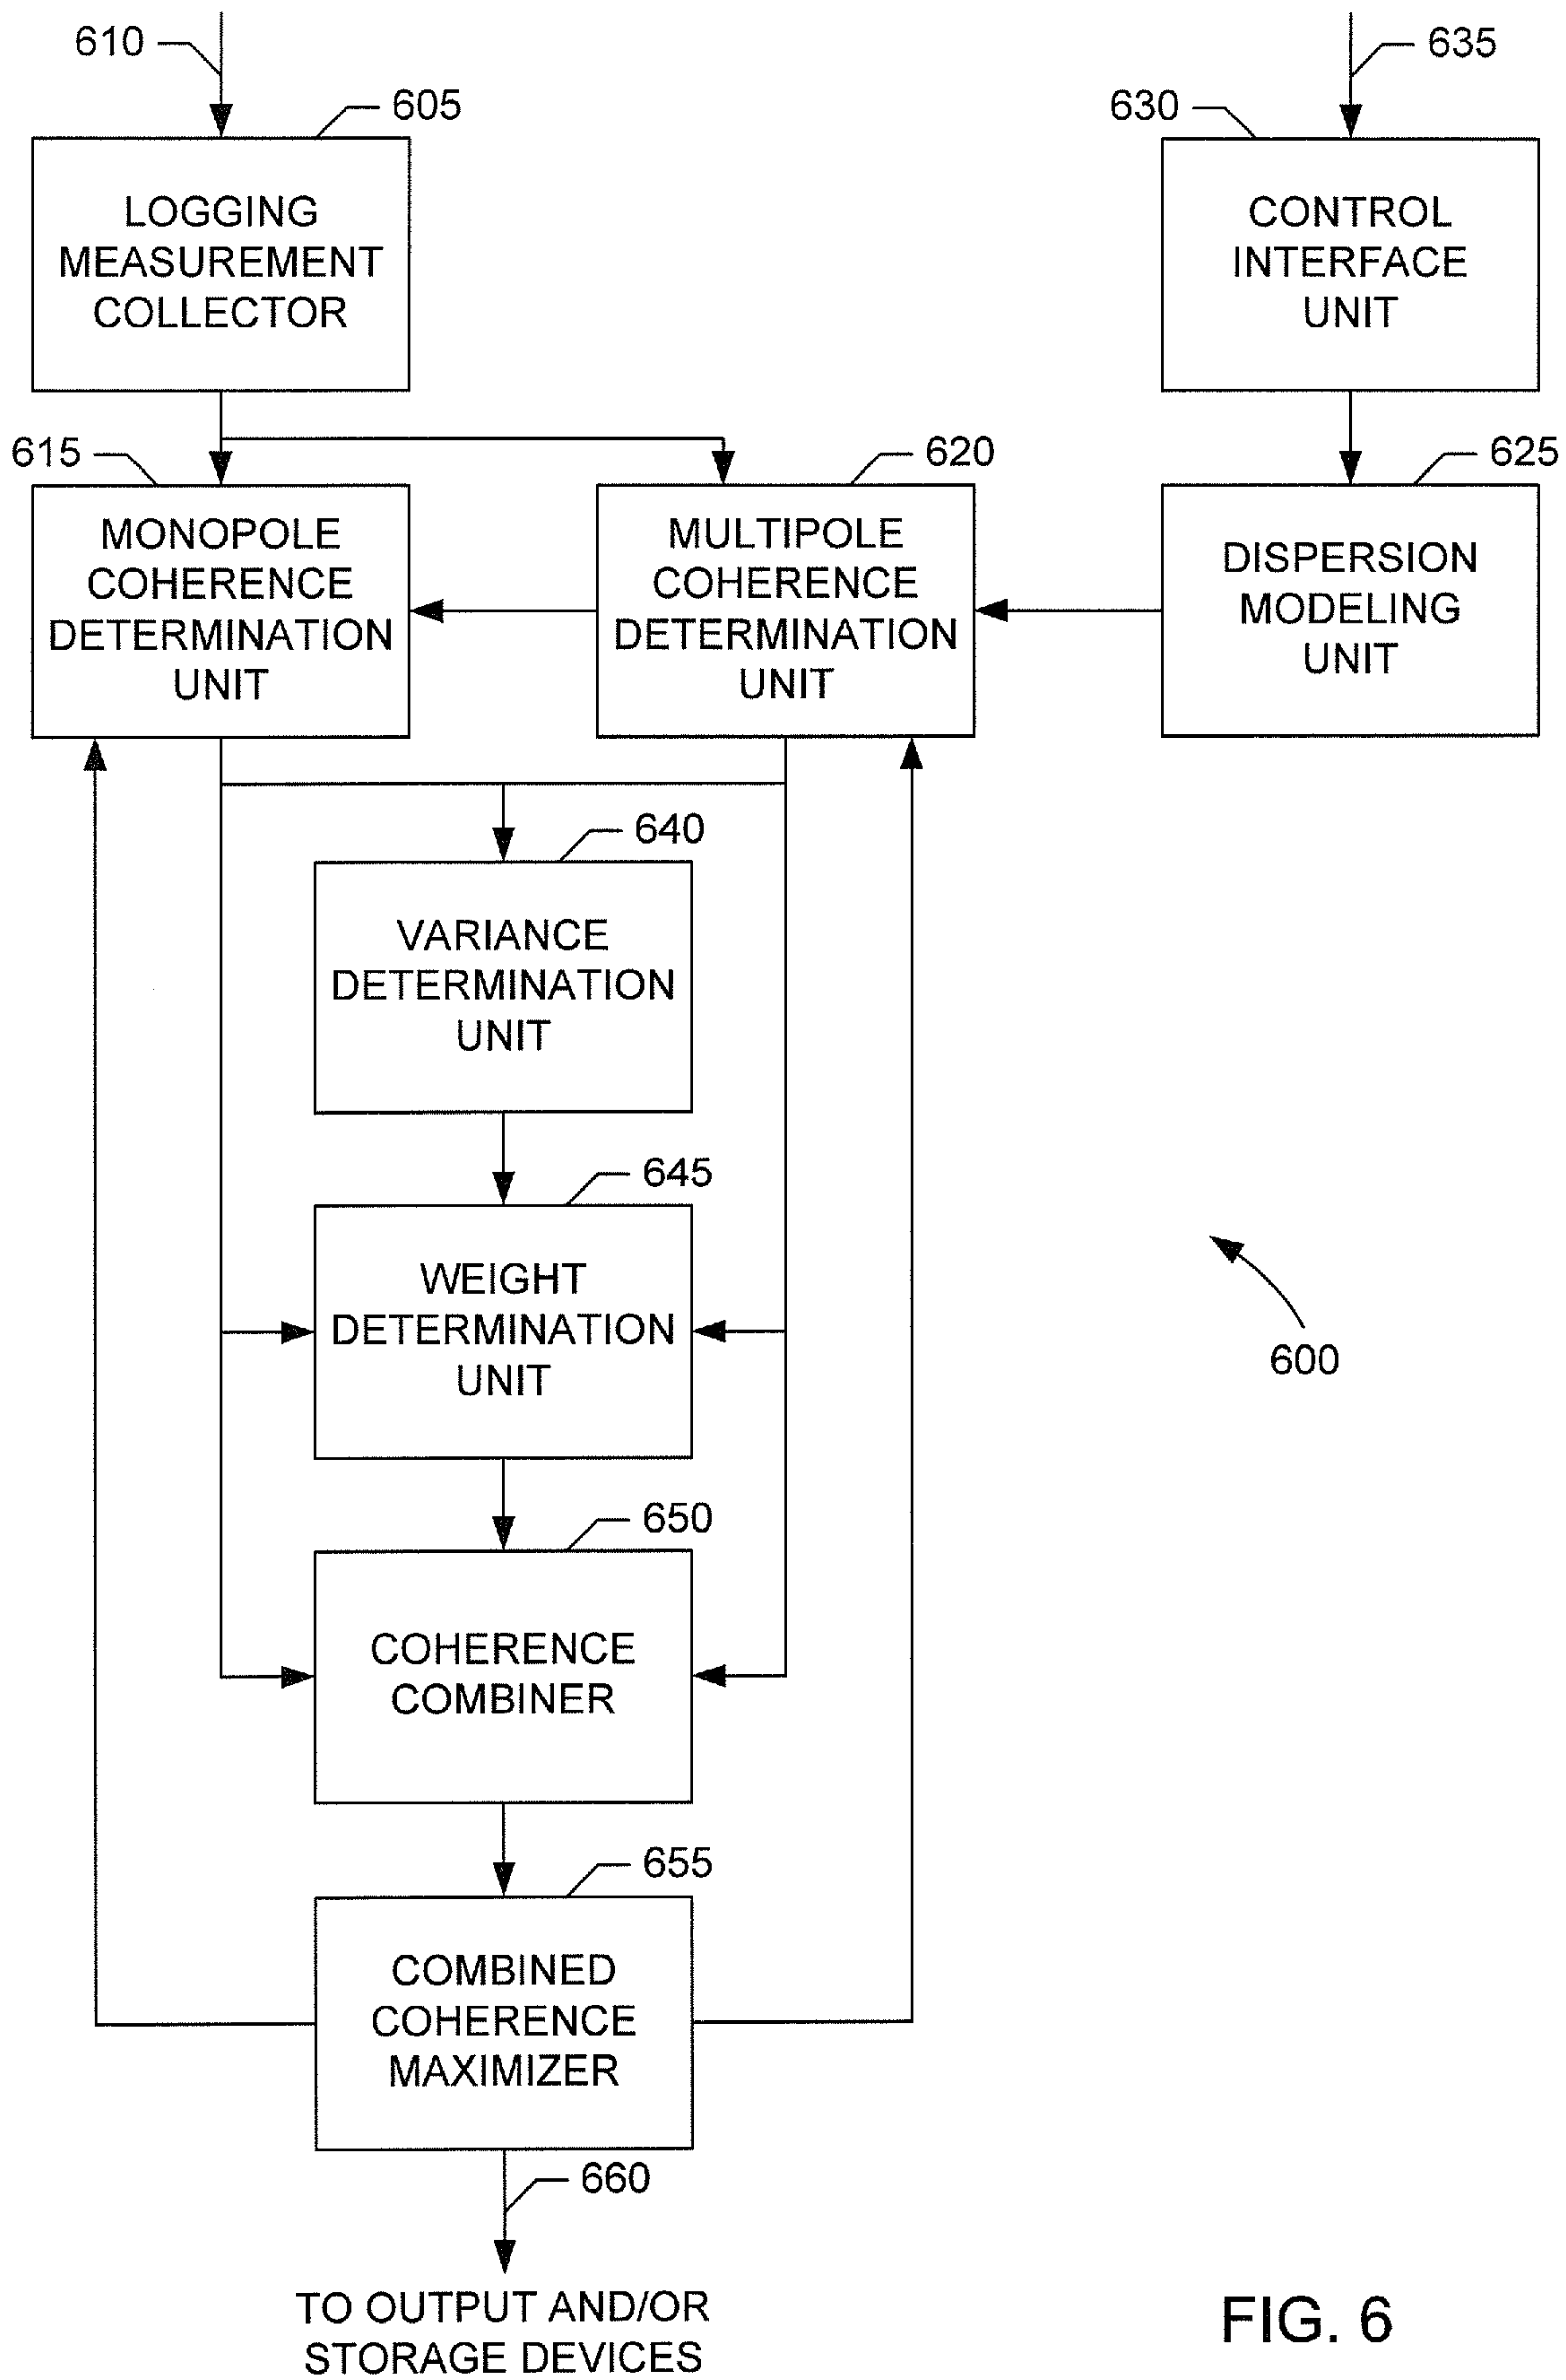 610
635
605
630
LOGGING
MEASUREMENT
COLLECTOR
CONTROL
INTERFACE
UNIT
615
620
625
MONOPOLE
COHERENCE
DETERMINATION
UNIT
MULTIPOLE
COHERENCE
DETERMINATION
UNIT
DISPERSION
MODELING
UNIT
640
VARIANCE
DETERMINATION
UNIT
645
WEIGHT
DETERMINATION
UNIT
600
650
COHERENCE
COMBINER
655
COMBINED
COHERENCE
MAXIMIZER
660
TO OUTPUT AND/OR
STORAGE DEVICES
FIG. 6